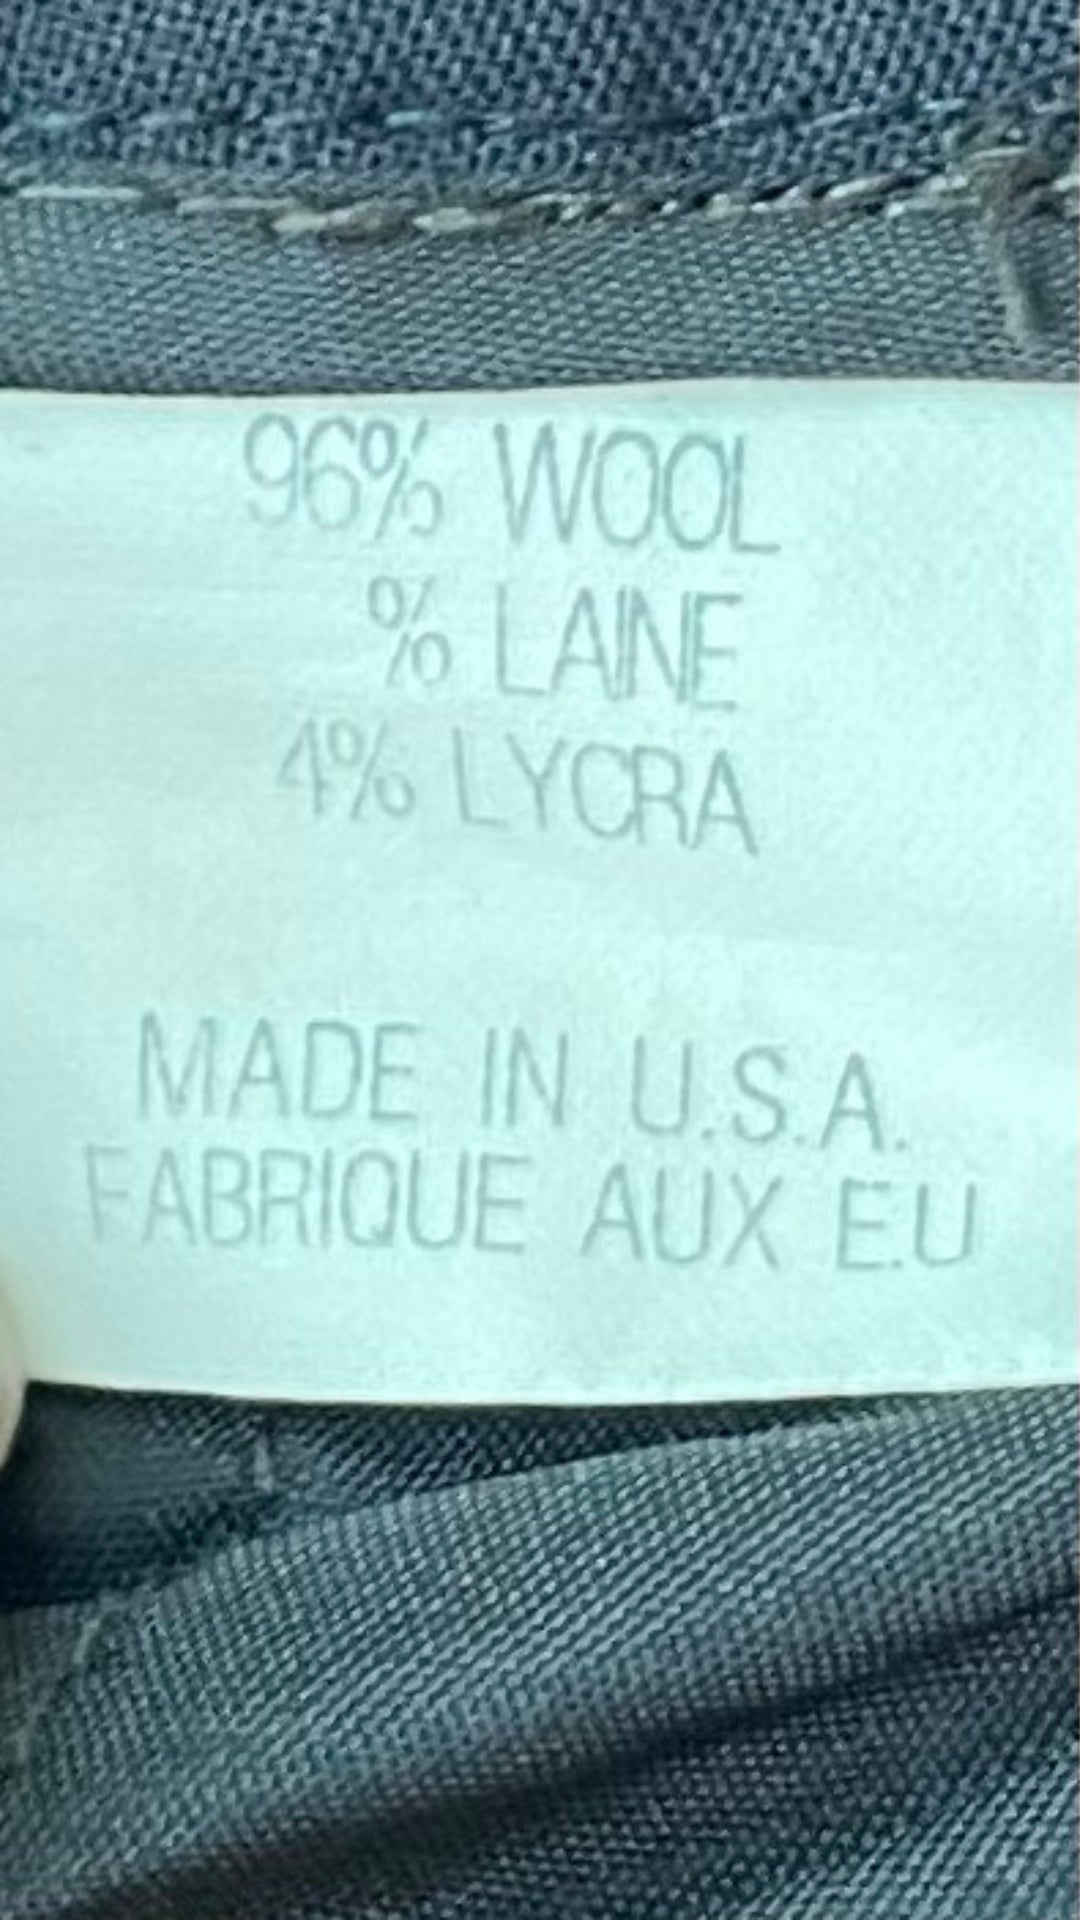 96% WOOL
% LAINE
4% LYCRA
MADE IN U.S.A.
FABRIQUE AUX E.U